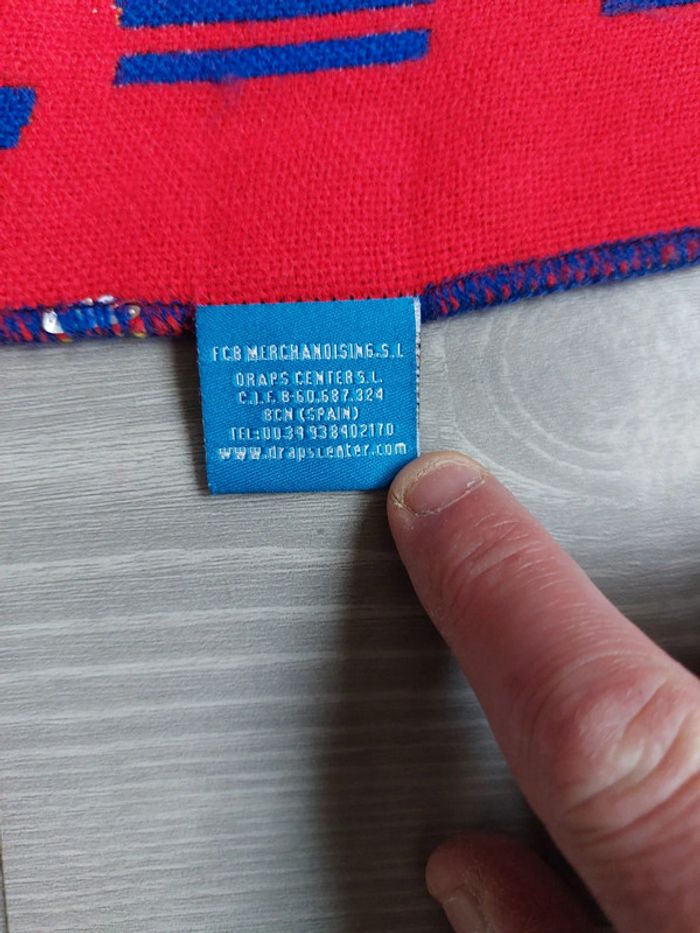 FCB MERCHANDISING.S.L
DRAPS CENTER S.L.
C.I.F. B-60.687.324
BCN (SPAIN)
TEL:0034 938402170
www.drapscenter.com